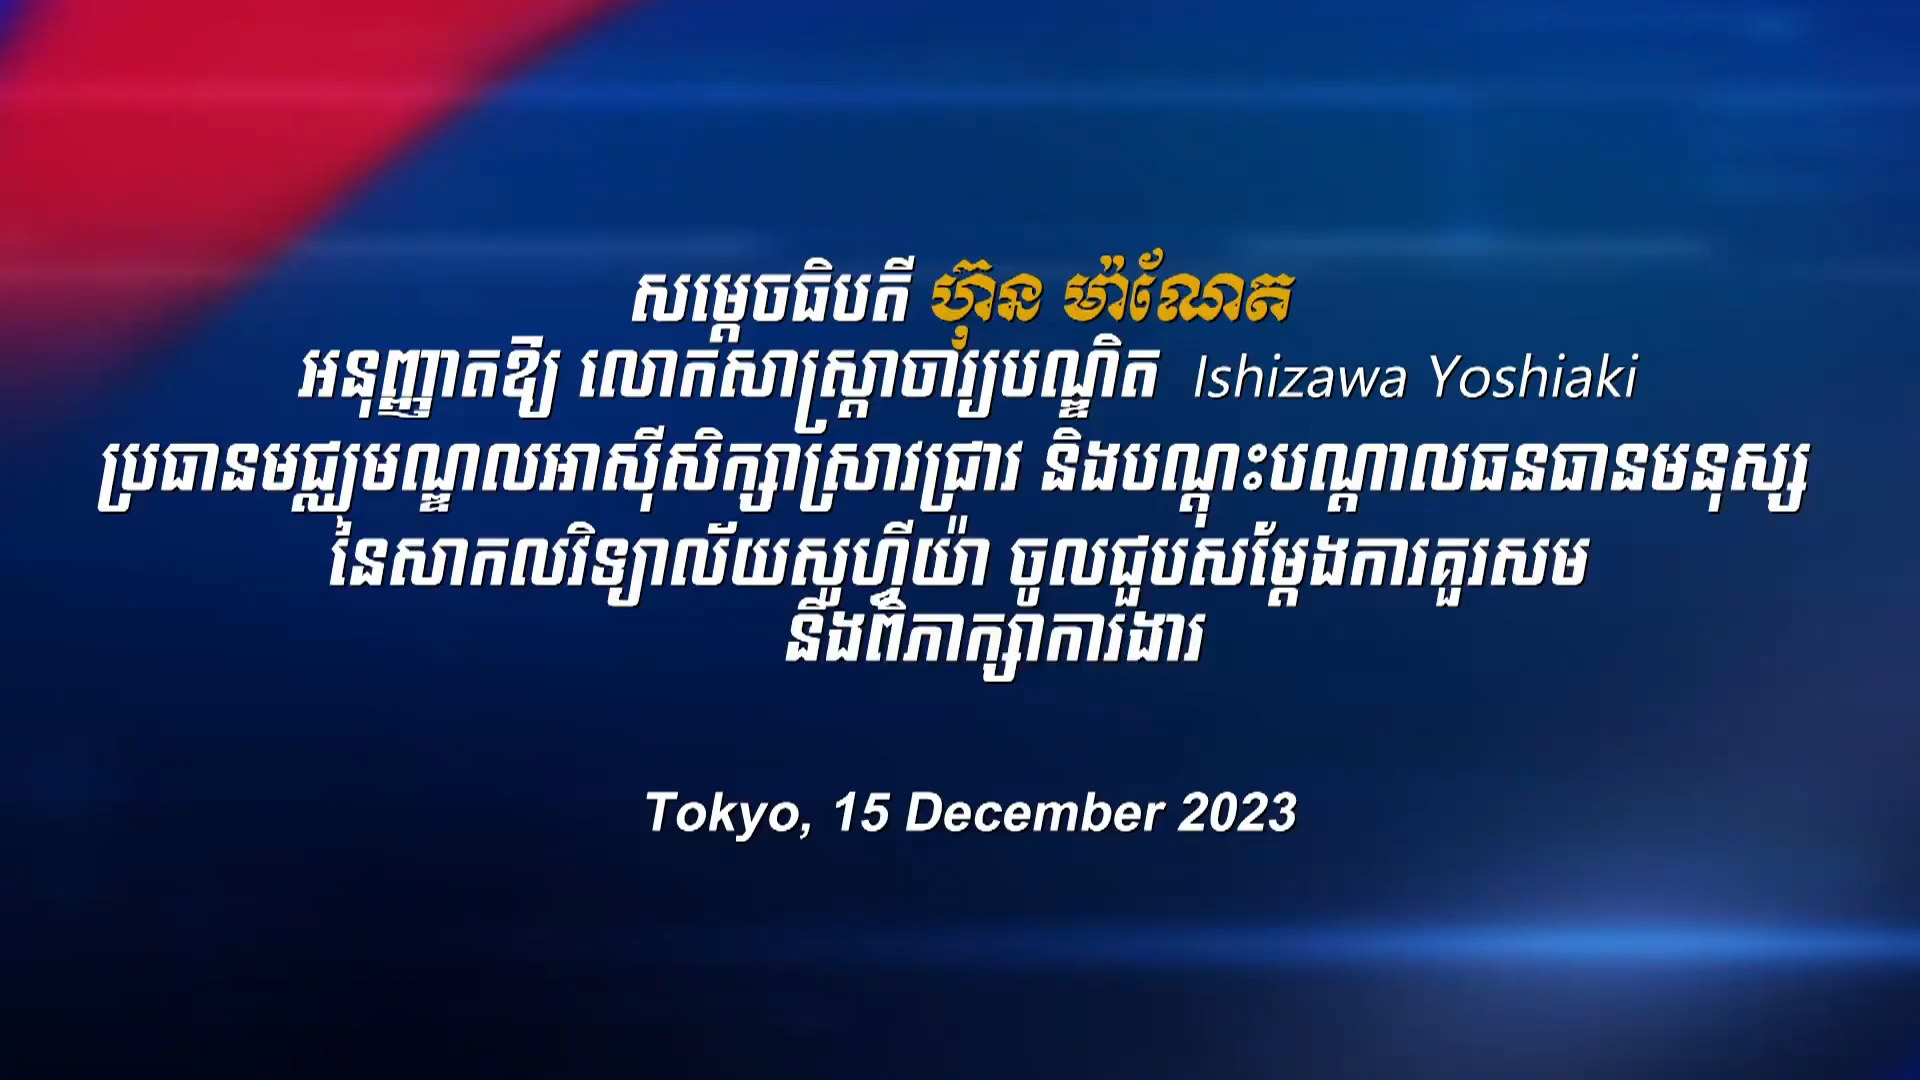 សម្តេចធិបតី ហ៊ុន ម៉ាណែត
អនុញ្ញាតឱ្យ លោកសាស្ត្រាចារ្យបណ្ឌិត Ishizawa Yoshiaki
ប្រធានមជ្ឈមណ្ឌលអាស៊ីសិក្សាស្រាវជ្រាវ និងបណ្តុះបណ្តាលធនធានមនុស្ស
នៃសាកលវិទ្យាល័យសូហ្វីយ៉ា ចូលជួបសម្តែងការគួរសម
និងពិភាក្សាការងារ
Tokyo, 15 December 2023